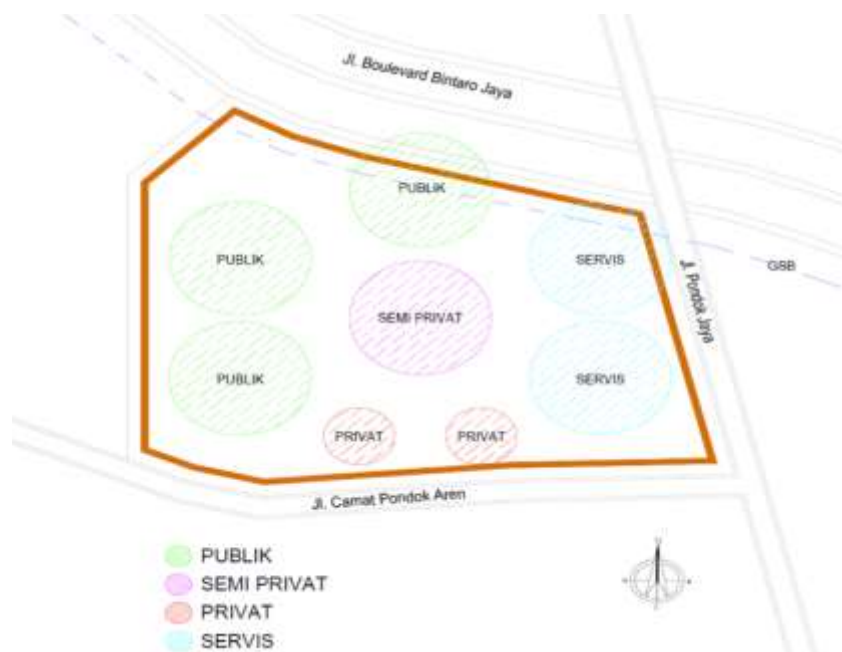 Jl. Boulevard Bintaro Jaya
PUBLIK
PUBLIK
SERVIS
GSB
Jl. Pondok Jaya
SEMI PRIVAT
PUBLIK
SERVIS
PRIVAT
PRIVAT
Jl. Camat Pondok Aren
PUBLIK
SEMI PRIVAT
PRIVAT
SERVIS